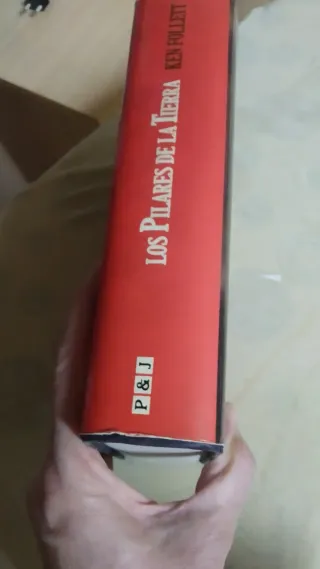 LOS PILARES DE LA TIERRA KEN FOLLETT
P & J